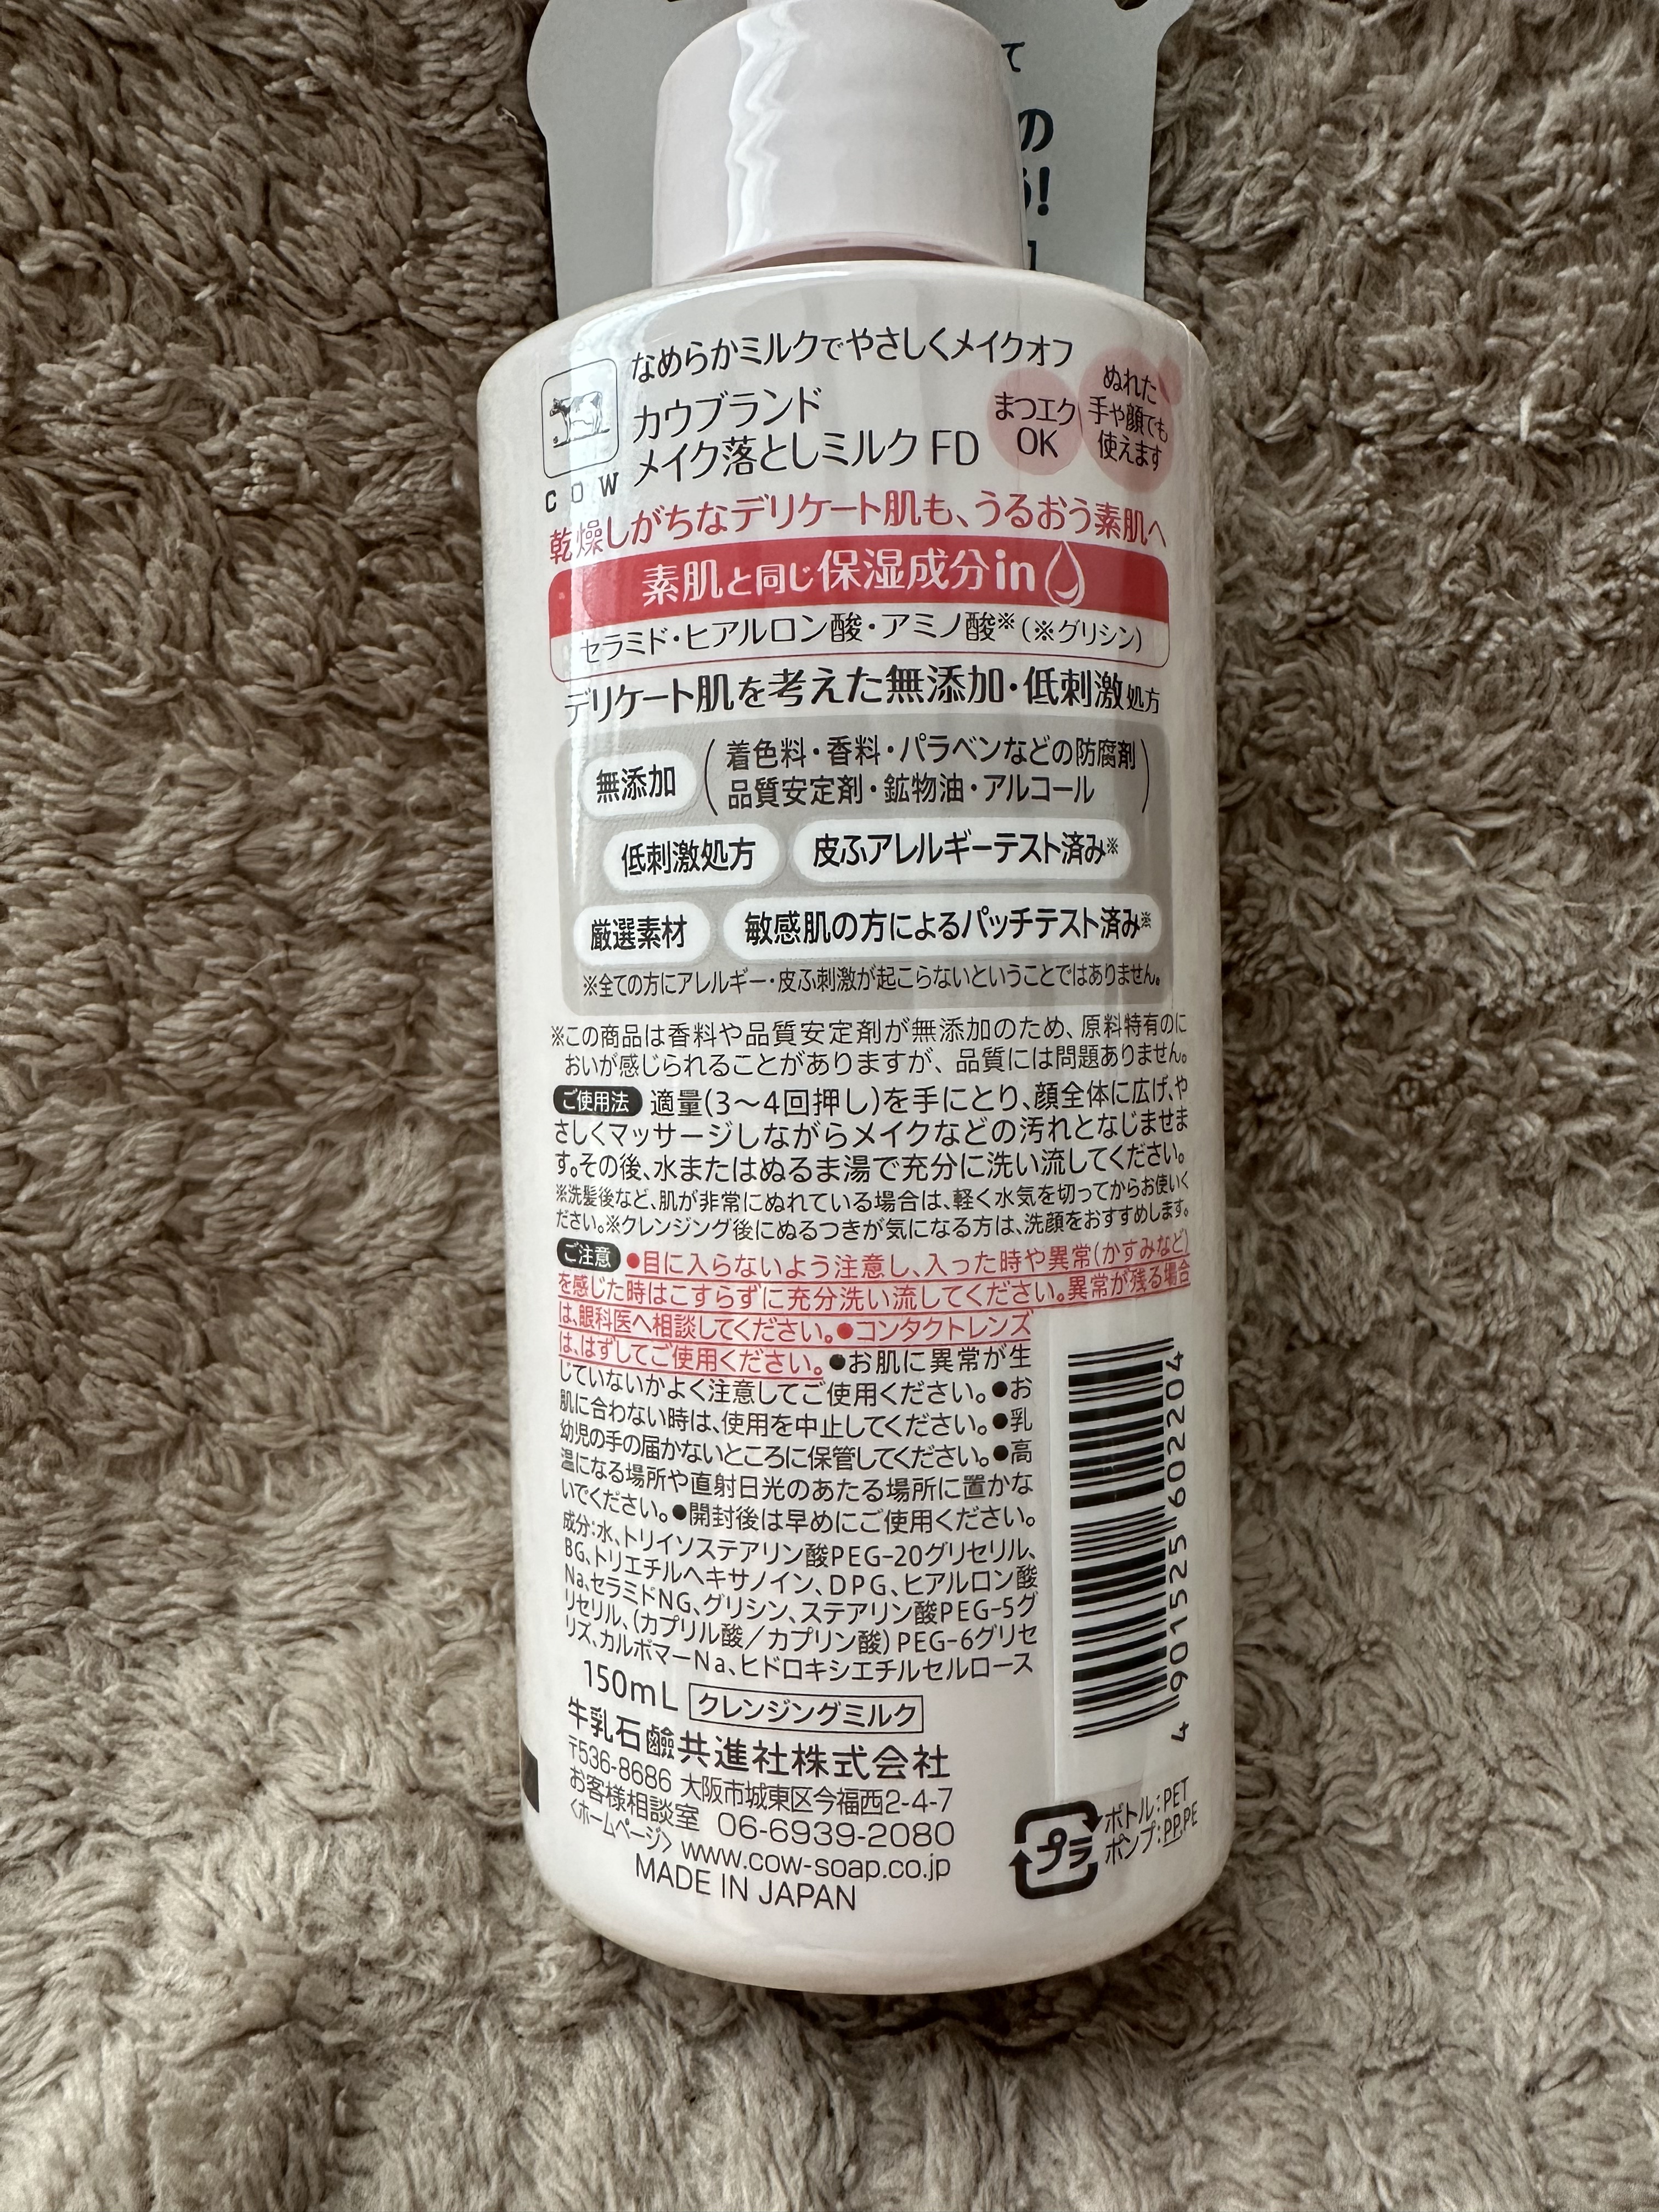 て
の
う!
なめらかミルクでやさしくメイクオフ
カウブランド
メイク落としミルク FD
COW
まつエク
OK
ぬれた
手や顔でも
使えます
乾燥しがちなデリケート肌も、うるおう素肌へ
素肌と同じ保湿成分in
セラミド・ヒアルロン酸・アミノ酸※(※グリシン)
デリケート肌を考えた無添加・低刺激処方
無添加
着色料・香料・パラベンなどの防腐剤
品質安定剤・鉱物油・アルコール
低刺激処方 皮ふアレルギーテスト済み※
厳選素材 敏感肌の方によるパッチテスト済み※
※全ての方にアレルギー・皮ふ刺激が起こらないということではありません。
※この商品は香料や品質安定剤が無添加のため、原料特有のに
おいが感じられることがありますが、品質には問題ありません。
ご使用法 適量(3〜4回押し)を手にとり、顔全体に広げ、や
さしくマッサージしながらメイクなどの汚れとなじませま
す。その後、水またはぬるま湯で充分に洗い流してください。
※洗髪後など、肌が非常にぬれている場合は、軽く水気を切ってからお使いく
ださい。※クレンジング後にぬるつきが気になる方は、洗顔をおすすめします。
ご注意 ●目に入らないよう注意し、入った時や異常(かすみなど)
を感じた時はこすらずに充分洗い流してください。異常が残る場合
は、眼科医へ相談してください。●コンタクトレンズ
は、はずしてご使用ください。●お肌に異常が生
じていないかよく注意してご使用ください。●お
肌に合わない時は、使用を中止してください。●乳
幼児の手の届かないところに保管してください。●高
温になる場所や直射日光のあたる場所に置かな
いでください。●開封後は早めにご使用ください。
成分:水、トリイソステアリン酸PEG-20グリセリル、
BG、トリエチルヘキサノイン、DPG、ヒアルロン酸
Na、セラミドNG、グリシン、ステアリン酸PEG-5グ
リセリル、(カプリル酸/カプリン酸)PEG-6グリセ
リズ、カルボマーNa、ヒドロキシエチルセルロース
150mL クレンジングミルク
牛乳石鹼共進社株式会社
〒536-8686 大阪市城東区今福西2-4-7
お客様相談室 06-6939-2080
<ホームページ> www.cow-soap.co.jp
MADE IN JAPAN
4 901525 602204
プラ
ボトル:PET
ポンプ:PP,PE